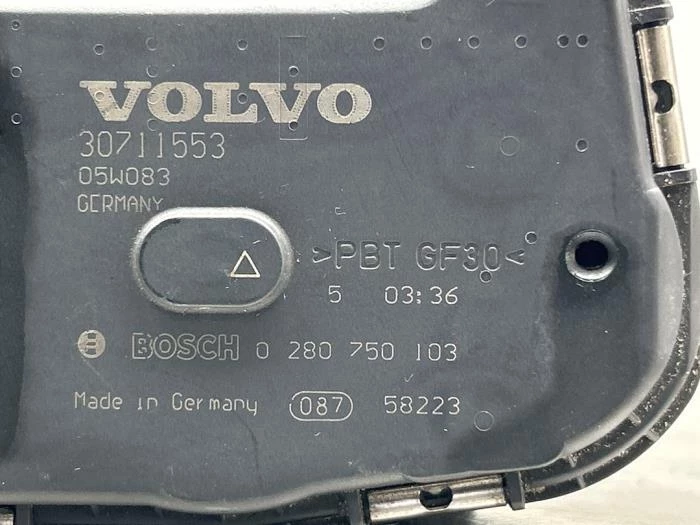 VOLVO
30711553
05W083
GERMANY
>PBT GF30<
5 03:36
BOSCH 0 280 750 103
Made in Germany 087 58223